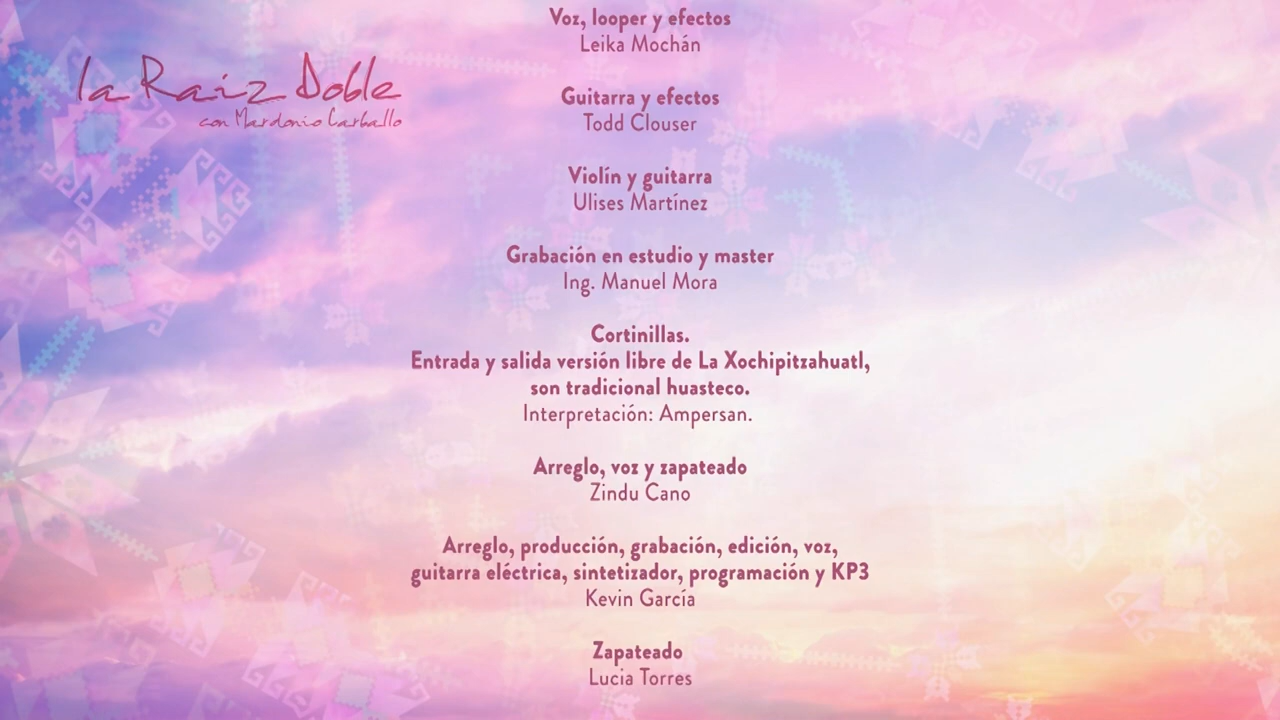 la Raíz Doble
con Mardonio Carballo
Voz, looper y efectos
Leika Mochán
Guitarra y efectos
Todd Clouser
Violín y guitarra
Ulises Martínez
Grabación en estudio y master
Ing. Manuel Mora
Cortinillas.
Entrada y salida versión libre de La Xochipitzahuatl,
son tradicional huasteco.
Interpretación: Ampersan.
Arreglo, voz y zapateado
Zindu Cano
Arreglo, producción, grabación, edición, voz,
guitarra eléctrica, sintetizador, programación y KP3
Kevin García
Zapateado
Lucia Torres